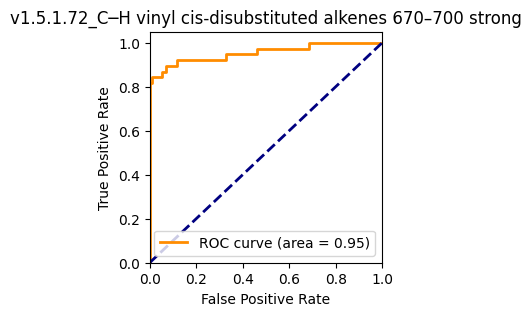 v1.5.1.72_C─H vinyl cis-disubstituted alkenes 670–700 strong
True Positive Rate
1.0
0.8
0.6
0.4
0.2
0.0
ROC curve (area = 0.95)
0.0 0.2 0.4 0.6 0.8 1.0
False Positive Rate